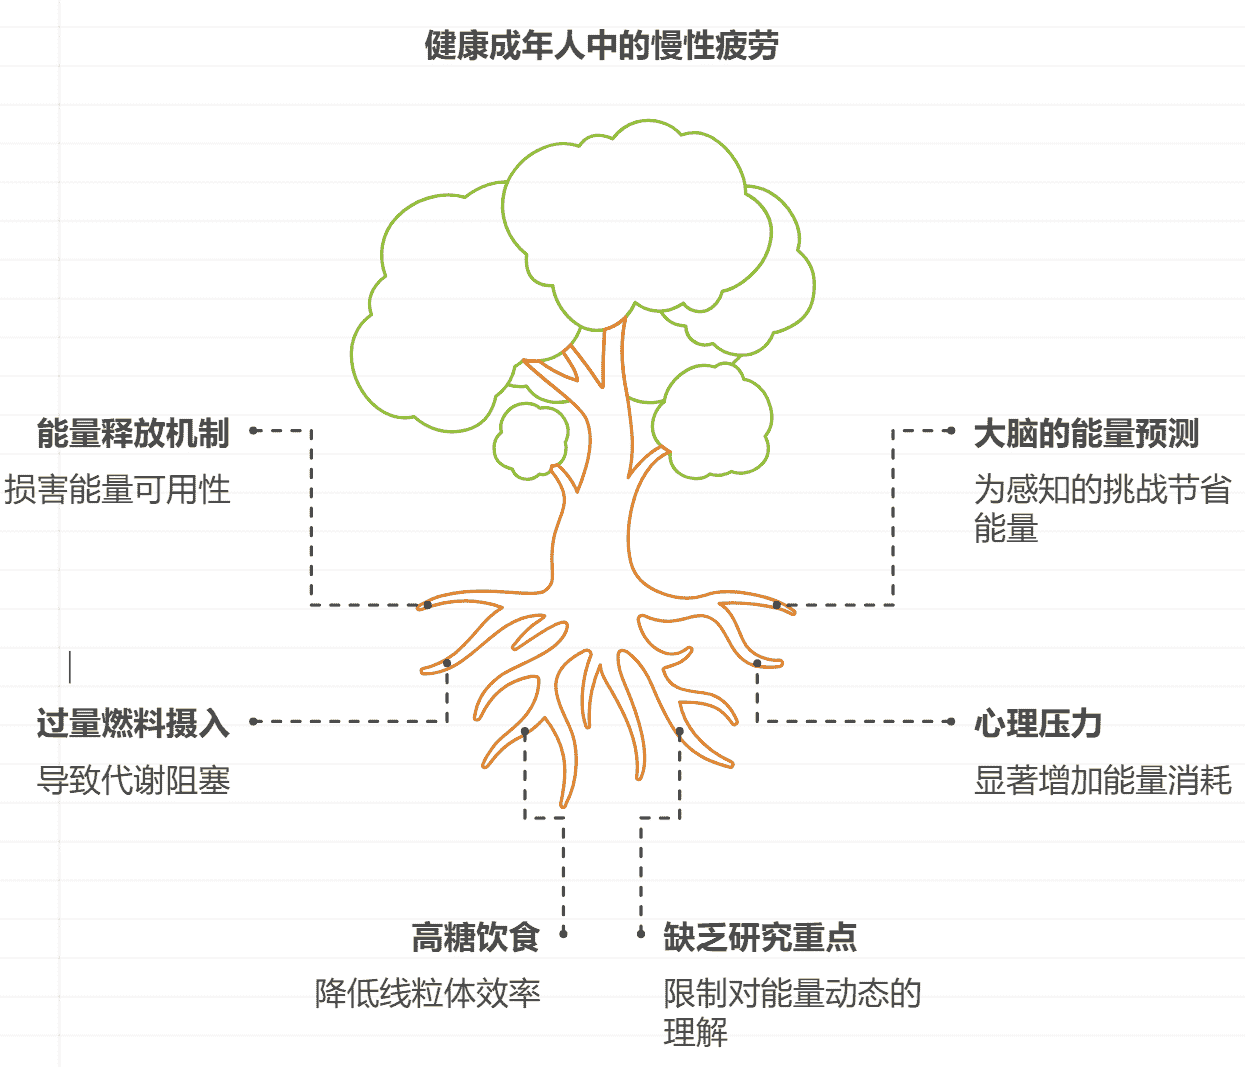 健康成年人中的慢性疲劳
能量释放机制
损害能量可用性
大脑的能量预测
为感知的挑战节省
能量
过量燃料摄入
导致代谢阻塞
心理压力
显著增加能量消耗
高糖饮食
降低线粒体效率
缺乏研究重点
限制对能量动态的
理解